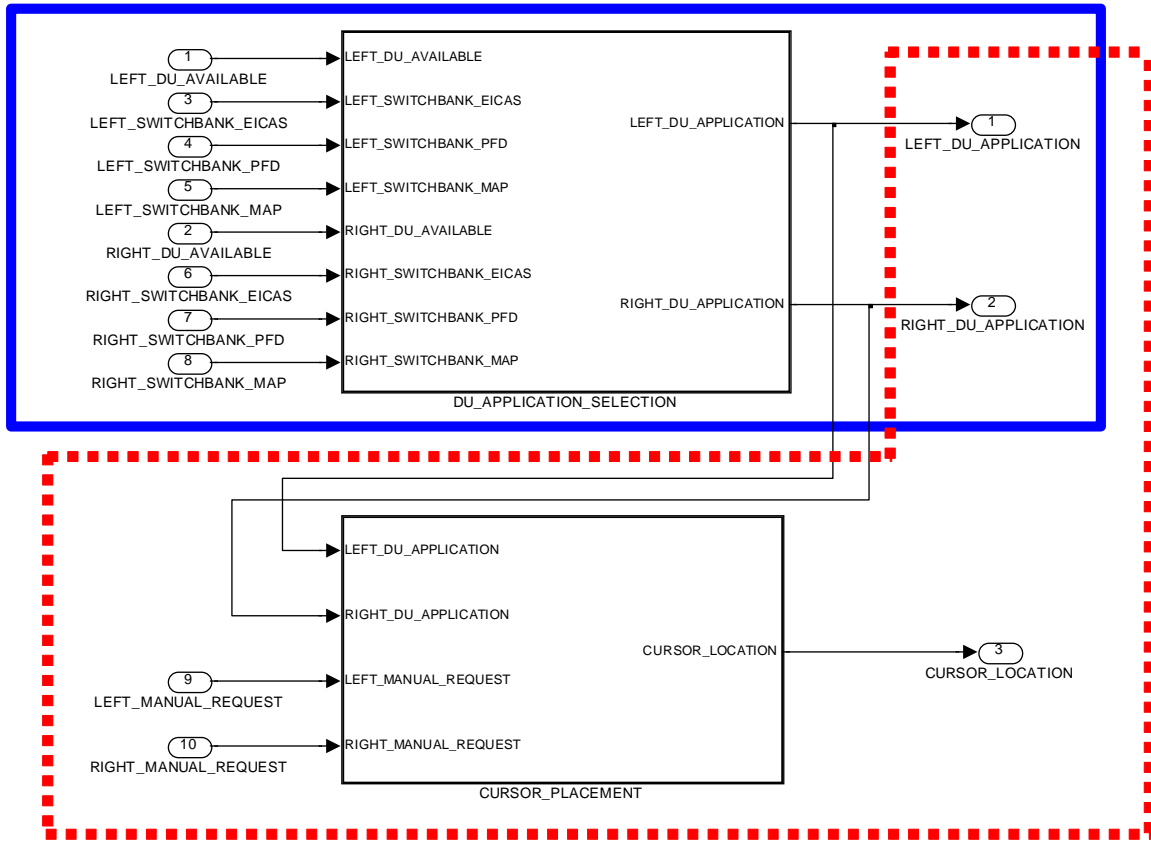 1
LEFT_DU_AVAILABLE
3
LEFT_SWITCHBANK_EICAS
4
LEFT_SWITCHBANK_PFD
5
LEFT_SWITCHBANK_MAP
2
RIGHT_DU_AVAILABLE
6
RIGHT_SWITCHBANK_EICAS
7
RIGHT_SWITCHBANK_PFD
8
RIGHT_SWITCHBANK_MAP
LEFT_DU_AVAILABLE
LEFT_SWITCHBANK_EICAS
LEFT_SWITCHBANK_PFD
LEFT_SWITCHBANK_MAP
RIGHT_DU_AVAILABLE
RIGHT_SWITCHBANK_EICAS
RIGHT_SWITCHBANK_PFD
RIGHT_SWITCHBANK_MAP
LEFT_DU_APPLICATION
RIGHT_DU_APPLICATION
DU_APPLICATION_SELECTION
1
LEFT_DU_APPLICATION
2
RIGHT_DU_APPLICATION
9
LEFT_MANUAL_REQUEST
10
RIGHT_MANUAL_REQUEST
LEFT_DU_APPLICATION
RIGHT_DU_APPLICATION
LEFT_MANUAL_REQUEST
RIGHT_MANUAL_REQUEST
CURSOR_LOCATION
CURSOR_PLACEMENT
3
CURSOR_LOCATION